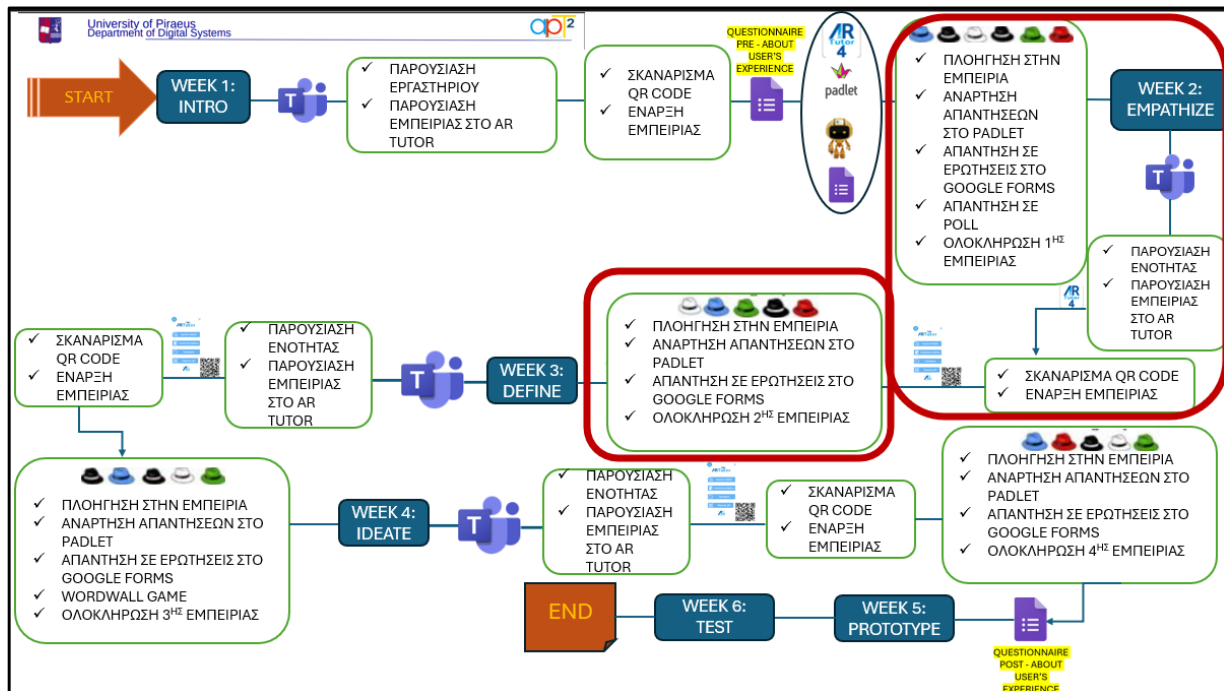 University of Piraeus
Department of Digital Systems
apt2
START
WEEK 1:
INTRO
T
✓ ΠΑΡΟΥΣΙΑΣΗ
ΕΡΓΑΣΤΗΡΙΟΥ
✓ ΠΑΡΟΥΣΙΑΣΗ
ΕΜΠΕΙΡΙΑΣ ΣΤΟ AR
TUTOR
✓ ΣΚΑΝΑΡΙΣΜΑ
QR CODE
✓ ΕΝΑΡΞΗ
ΕΜΠΕΙΡΙΑΣ
QUESTIONNAIRE
PRE - ABOUT
USER'S
EXPERIENCE
AR
Tutor
4
padlet
✓ ΠΛΟΗΓΗΣΗ ΣΤΗΝ
ΕΜΠΕΙΡΙΑ
✓ ΑΝΑΡΤΗΣΗ
ΑΠΑΝΤΗΣΕΩΝ
ΣΤΟ PADLET
✓ ΑΠΑΝΤΗΣΗ ΣΕ
ΕΡΩΤΗΣΕΙΣ ΣΤΟ
GOOGLE FORMS
✓ ΑΠΑΝΤΗΣΗ ΣΕ
POLL
✓ ΟΛΟΚΛΗΡΩΣΗ 1ΗΣ
ΕΜΠΕΙΡΙΑΣ
WEEK 2:
EMPATHIZE
T
✓ ΠΑΡΟΥΣΙΑΣΗ
ΕΝΟΤΗΤΑΣ
✓ ΠΑΡΟΥΣΙΑΣΗ
ΕΜΠΕΙΡΙΑΣ
ΣΤΟ AR
TUTOR
AR
Tutor
4
✓ ΣΚΑΝΑΡΙΣΜΑ QR CODE
✓ ΕΝΑΡΞΗ ΕΜΠΕΙΡΙΑΣ
✓ ΠΛΟΗΓΗΣΗ ΣΤΗΝ ΕΜΠΕΙΡΙΑ
✓ ΑΝΑΡΤΗΣΗ ΑΠΑΝΤΗΣΕΩΝ ΣΤΟ
PADLET
✓ ΑΠΑΝΤΗΣΗ ΣΕ ΕΡΩΤΗΣΕΙΣ ΣΤΟ
GOOGLE FORMS
✓ ΟΛΟΚΛΗΡΩΣΗ 2ΗΣ ΕΜΠΕΙΡΙΑΣ
WEEK 3:
DEFINE
T
✓ ΠΑΡΟΥΣΙΑΣΗ
ΕΝΟΤΗΤΑΣ
✓ ΠΑΡΟΥΣΙΑΣΗ
ΕΜΠΕΙΡΙΑΣ
ΣΤΟ AR
TUTOR
✓ ΣΚΑΝΑΡΙΣΜΑ
QR CODE
✓ ΕΝΑΡΞΗ
ΕΜΠΕΙΡΙΑΣ
✓ ΠΛΟΗΓΗΣΗ ΣΤΗΝ ΕΜΠΕΙΡΙΑ
✓ ΑΝΑΡΤΗΣΗ ΑΠΑΝΤΗΣΕΩΝ ΣΤΟ
PADLET
✓ ΑΠΑΝΤΗΣΗ ΣΕ ΕΡΩΤΗΣΕΙΣ ΣΤΟ
GOOGLE FORMS
✓ WORDWALL GAME
✓ ΟΛΟΚΛΗΡΩΣΗ 3ΗΣ ΕΜΠΕΙΡΙΑΣ
WEEK 4:
IDEATE
T
✓ ΠΑΡΟΥΣΙΑΣΗ
ΕΝΟΤΗΤΑΣ
✓ ΠΑΡΟΥΣΙΑΣΗ
ΕΜΠΕΙΡΙΑΣ
ΣΤΟ AR
TUTOR
✓ ΣΚΑΝΑΡΙΣΜΑ
QR CODE
✓ ΕΝΑΡΞΗ
ΕΜΠΕΙΡΙΑΣ
✓ ΠΛΟΗΓΗΣΗ ΣΤΗΝ ΕΜΠΕΙΡΙΑ
✓ ΑΝΑΡΤΗΣΗ ΑΠΑΝΤΗΣΕΩΝ ΣΤΟ
PADLET
✓ ΑΠΑΝΤΗΣΗ ΣΕ ΕΡΩΤΗΣΕΙΣ ΣΤΟ
GOOGLE FORMS
✓ ΟΛΟΚΛΗΡΩΣΗ 4ΗΣ ΕΜΠΕΙΡΙΑΣ
QUESTIONNAIRE
POST - ABOUT
USER'S
EXPERIENCE
WEEK 5:
PROTOTYPE
WEEK 6:
TEST
END